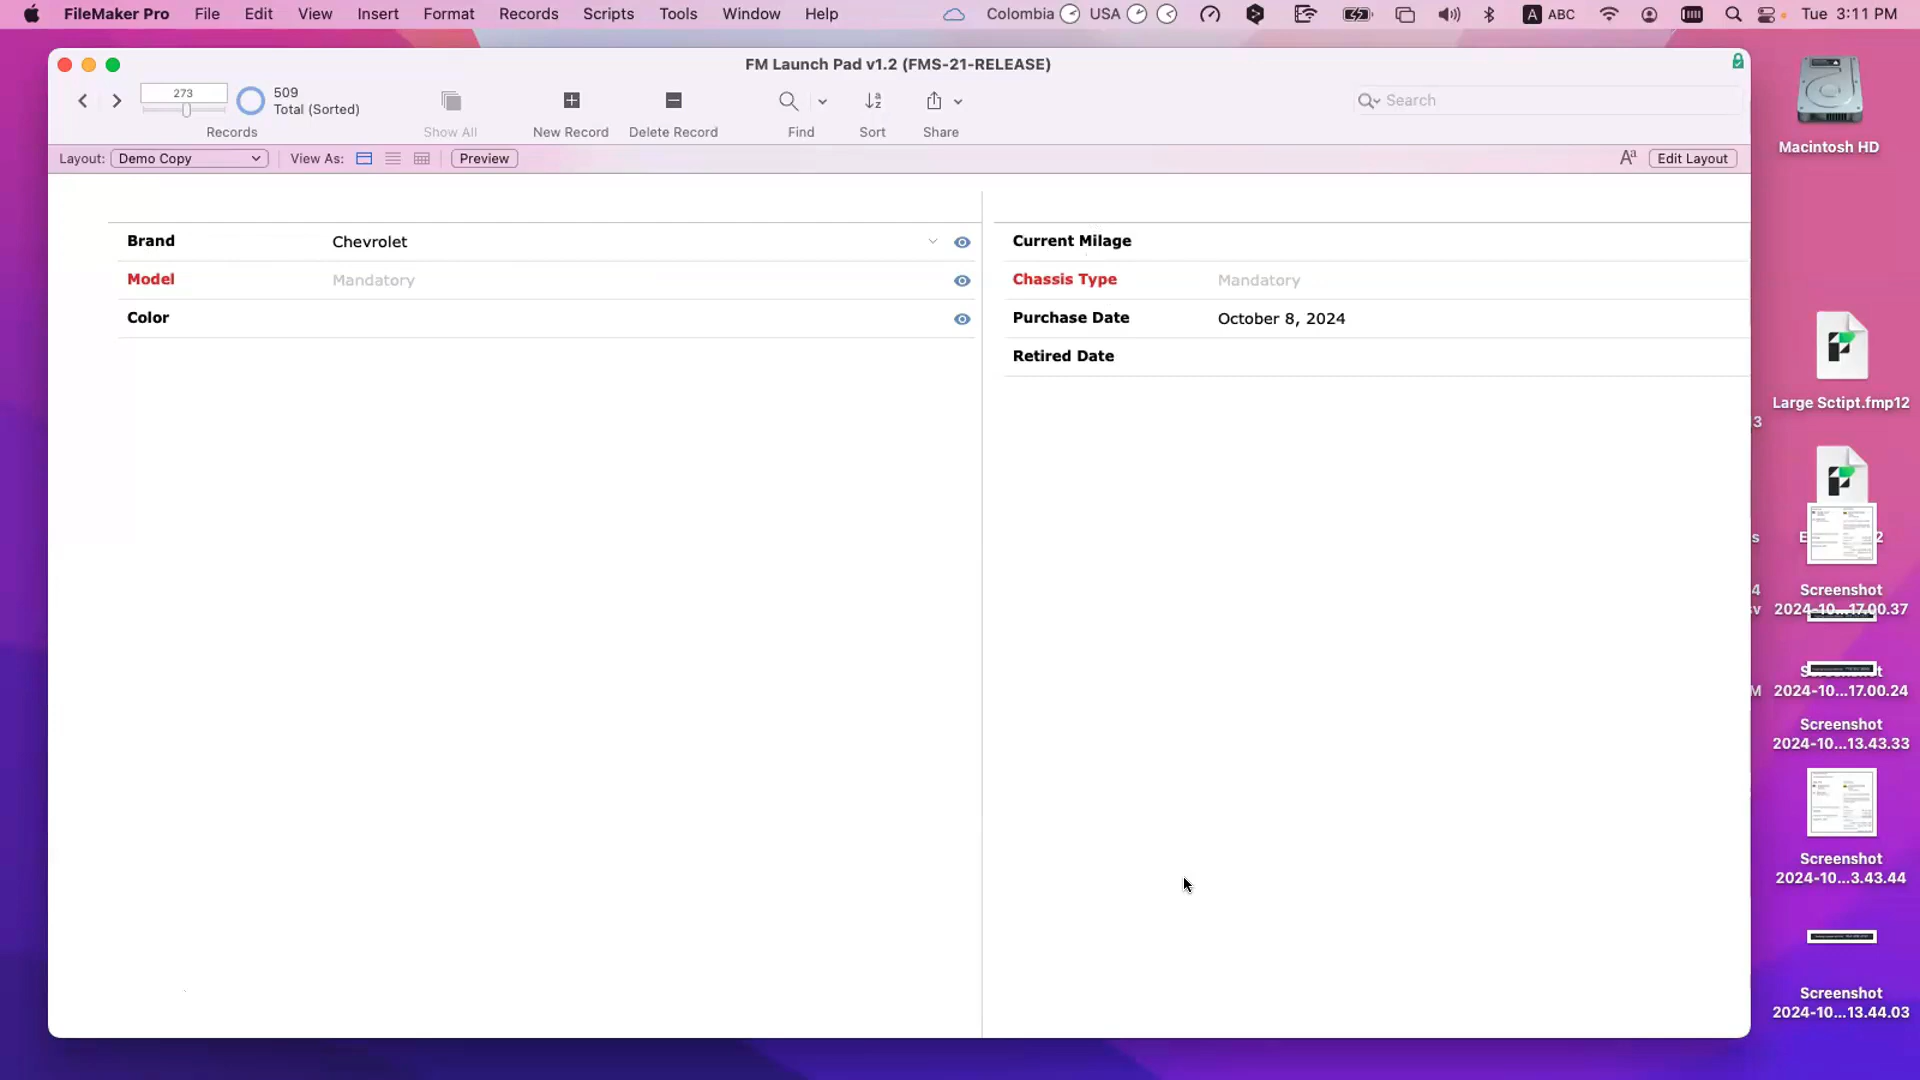 FileMaker Pro File Edit View Insert Format Records Scripts Tools Window Help Colombia USA A ABC Tue 3:11 PM
FM Launch Pad v1.2 (FMS-21-RELEASE)
273
509
Total (Sorted)
Records
Show All
New Record
Delete Record
Find
Sort
Share
Search
Layout: Demo Copy View As: Preview Aa Edit Layout
Brand Chevrolet
Model Mandatory
Color
Current Milage
Chassis Type Mandatory
Purchase Date October 8, 2024
Retired Date
Macintosh HD
Large Sctipt.fmp12
3
s
4
sv
M
Screenshot
2024-10...17.00.37
2024-10...17.00.24
Screenshot
2024-10...13.43.33
Screenshot
2024-10...3.43.44
Screenshot
2024-10...13.44.03